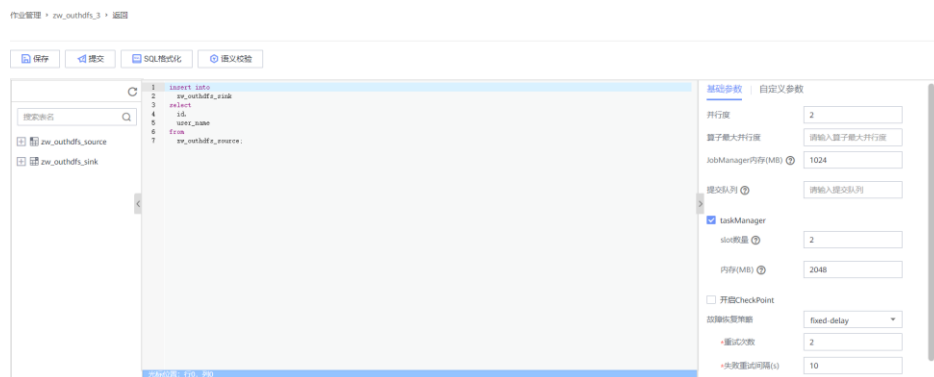 作业管理 › zw_outhdfs_3 › 返回
保存 提交 SQL格式化 语义校验
搜索表名
zw_outhdfs_source
zw_outhdfs_sink
1 insert into
2 zw_outhdfs_sink
3 select
4 id,
5 user_name
6 from
7 zw_outhdfs_source;
基础参数 | 自定义参数
并行度 2
算子最大并行度 请输入算子最大并行度
JobManager内存(MB) ? 1024
提交队列 ? 请输入提交队列
taskManager
slot数量 ? 2
内存(MB) ? 2048
开启CheckPoint
故障恢复策略 fixed-delay
*重试次数 2
*失败重试间隔(s) 10